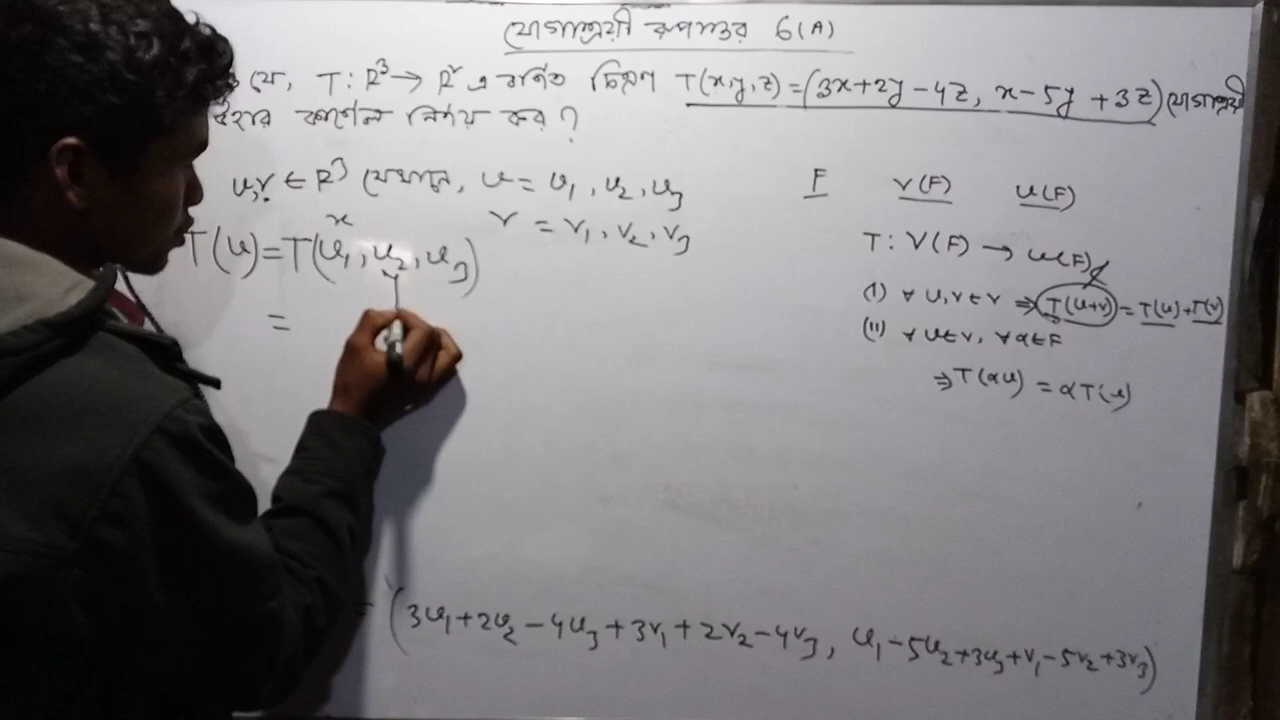 যোগাশ্রয়ী রূপান্তর 6(A)
যে, T: R³ → R² এ বর্ণিত চিত্রণ T(x,y,z) = (3x+2y-4z, x-5y+3z) যোগাশ্রয়ী
ইহার কার্ণেল নির্ণয় কর?
u,v ∈ R³ যেখানে, u = u₁, u₂, u₃
v = v₁, v₂, v₃
x
T(u) = T(u₁, u₂, u₃)
y
=
= (3u₁+2u₂-4u₃+3v₁+2v₂-4v₃, u₁-5u₂+3u₃+v₁-5v₂+3v₃)
F V(F) U(F)
T: V(F) → U(F)
(i) ∀ u,v ∈ V ⇒ T(u+v) = T(u)+T(v)
(ii) ∀ u ∈ V, ∀ α ∈ F
⇒ T(αu) = αT(u)